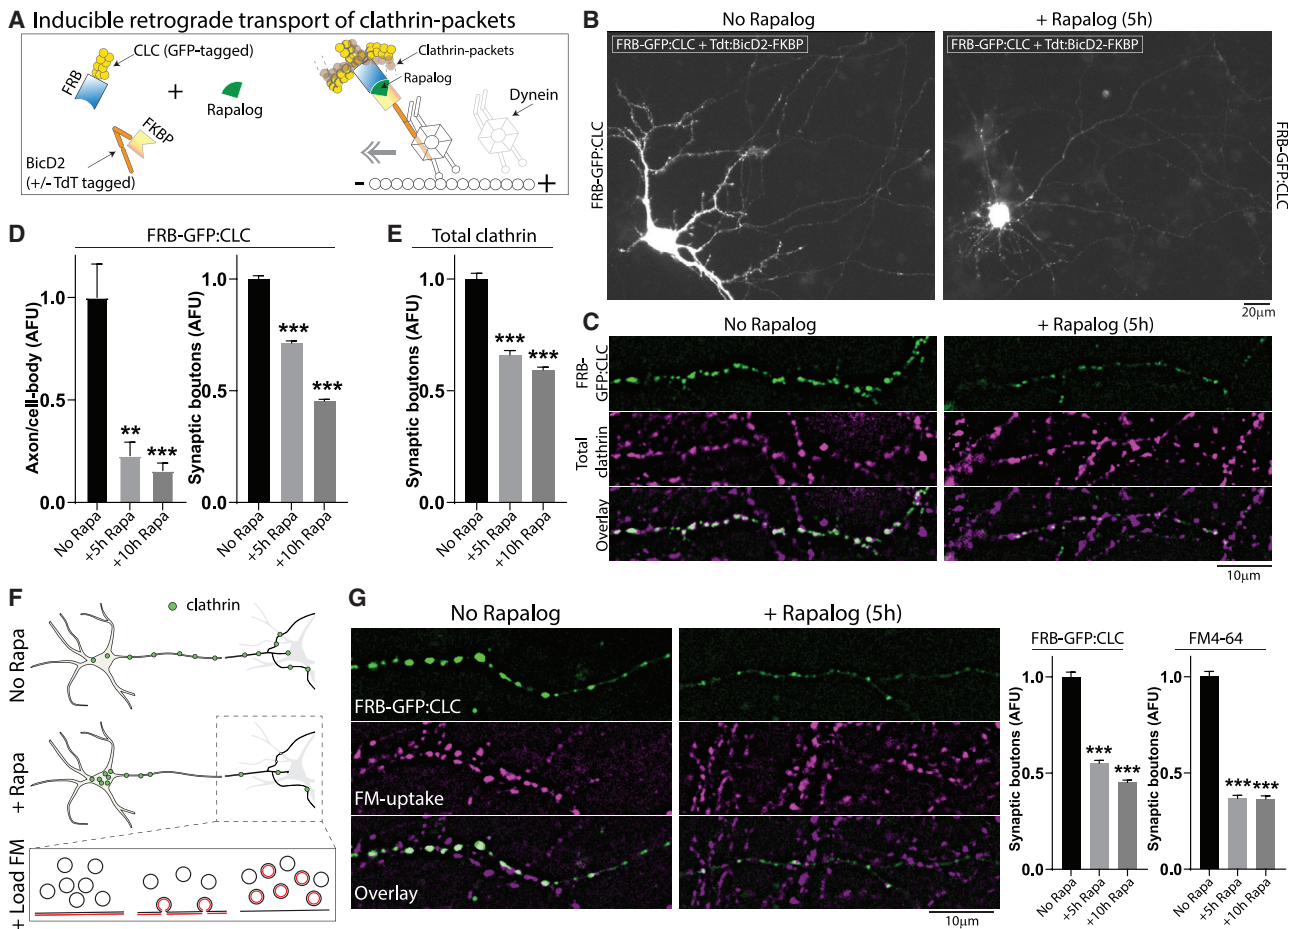 A Inducible retrograde transport of clathrin-packets
CLC (GFP-tagged)
FRB
+
Rapalog
FKBP
BicD2
(+/- TdT tagged)
Clathrin-packets
Rapalog
Dynein
-
+
B
No Rapalog
+ Rapalog (5h)
FRB-GFP:CLC + Tdt:BicD2-FKBP
FRB-GFP:CLC + Tdt:BicD2-FKBP
FRB-GFP:CLC
FRB-GFP:CLC
20μm
C
No Rapalog
+ Rapalog (5h)
FRB-
GFP:CLC
Total
clathrin
Overlay
10μm
D
FRB-GFP:CLC
Axon/cell-body (AFU)
1.0
0.5
0.0
**
***
No Rapa
+5h Rapa
+10h Rapa
Synaptic boutons (AFU)
1.0
0.5
0.0
***
***
No Rapa
+5h Rapa
+10h Rapa
E
Total clathrin
Synaptic boutons (AFU)
1.0
0.5
0.0
***
***
No Rapa
+5h Rapa
+10h Rapa
F
clathrin
No Rapa
+ Rapa
+ Load FM
G
No Rapalog
+ Rapalog (5h)
FRB-GFP:CLC
FM-uptake
Overlay
10μm
FRB-GFP:CLC
Synaptic boutons (AFU)
1.0
0.5
0.0
***
***
No Rapa
+5h Rapa
+10h Rapa
FM4-64
Synaptic boutons (AFU)
1.0
0.5
0.0
***
***
No Rapa
+5h Rapa
+10h Rapa